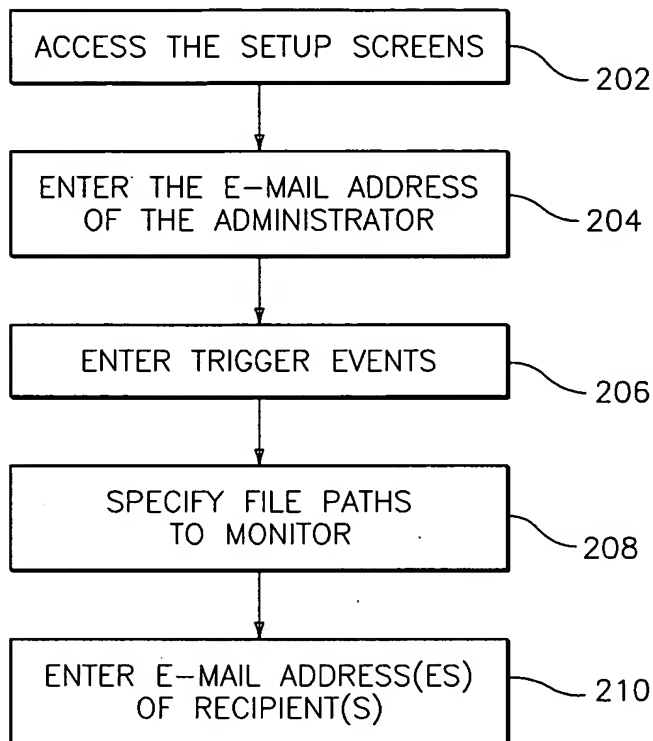 ACCESS THE SETUP SCREENS
202
ENTER THE E-MAIL ADDRESS
OF THE ADMINISTRATOR
204
ENTER TRIGGER EVENTS
206
SPECIFY FILE PATHS
TO MONITOR
208
ENTER E-MAIL ADDRESS(ES)
OF RECIPIENT(S)
210